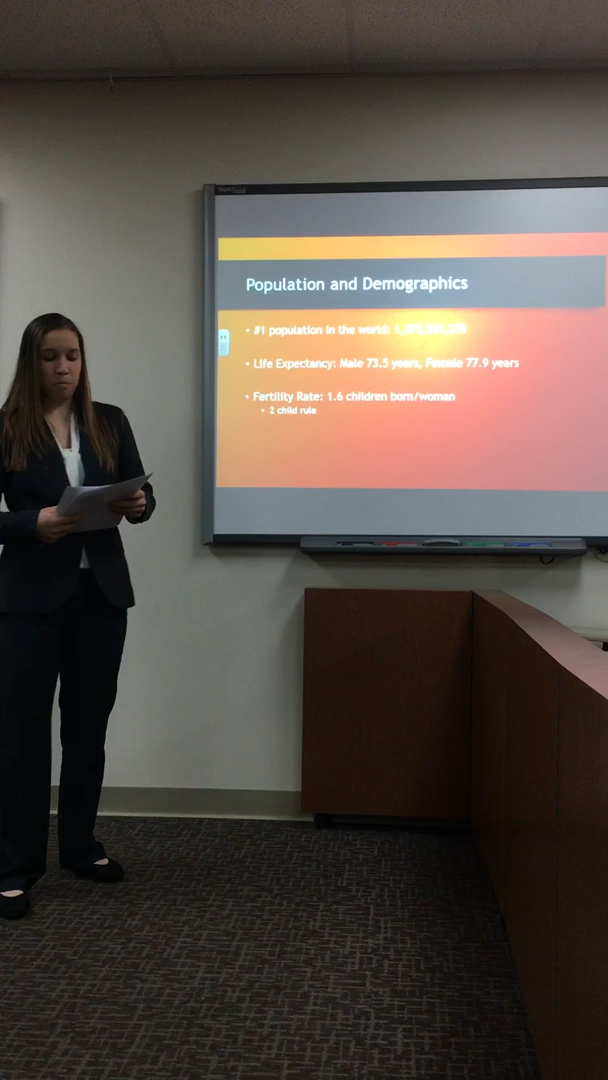 Population and Demographics
• #1 population in the world:
• Life Expectancy: Male 73.5 years, Female 77.9 years
• Fertility Rate: 1.6 children born/woman
• 2 child rule